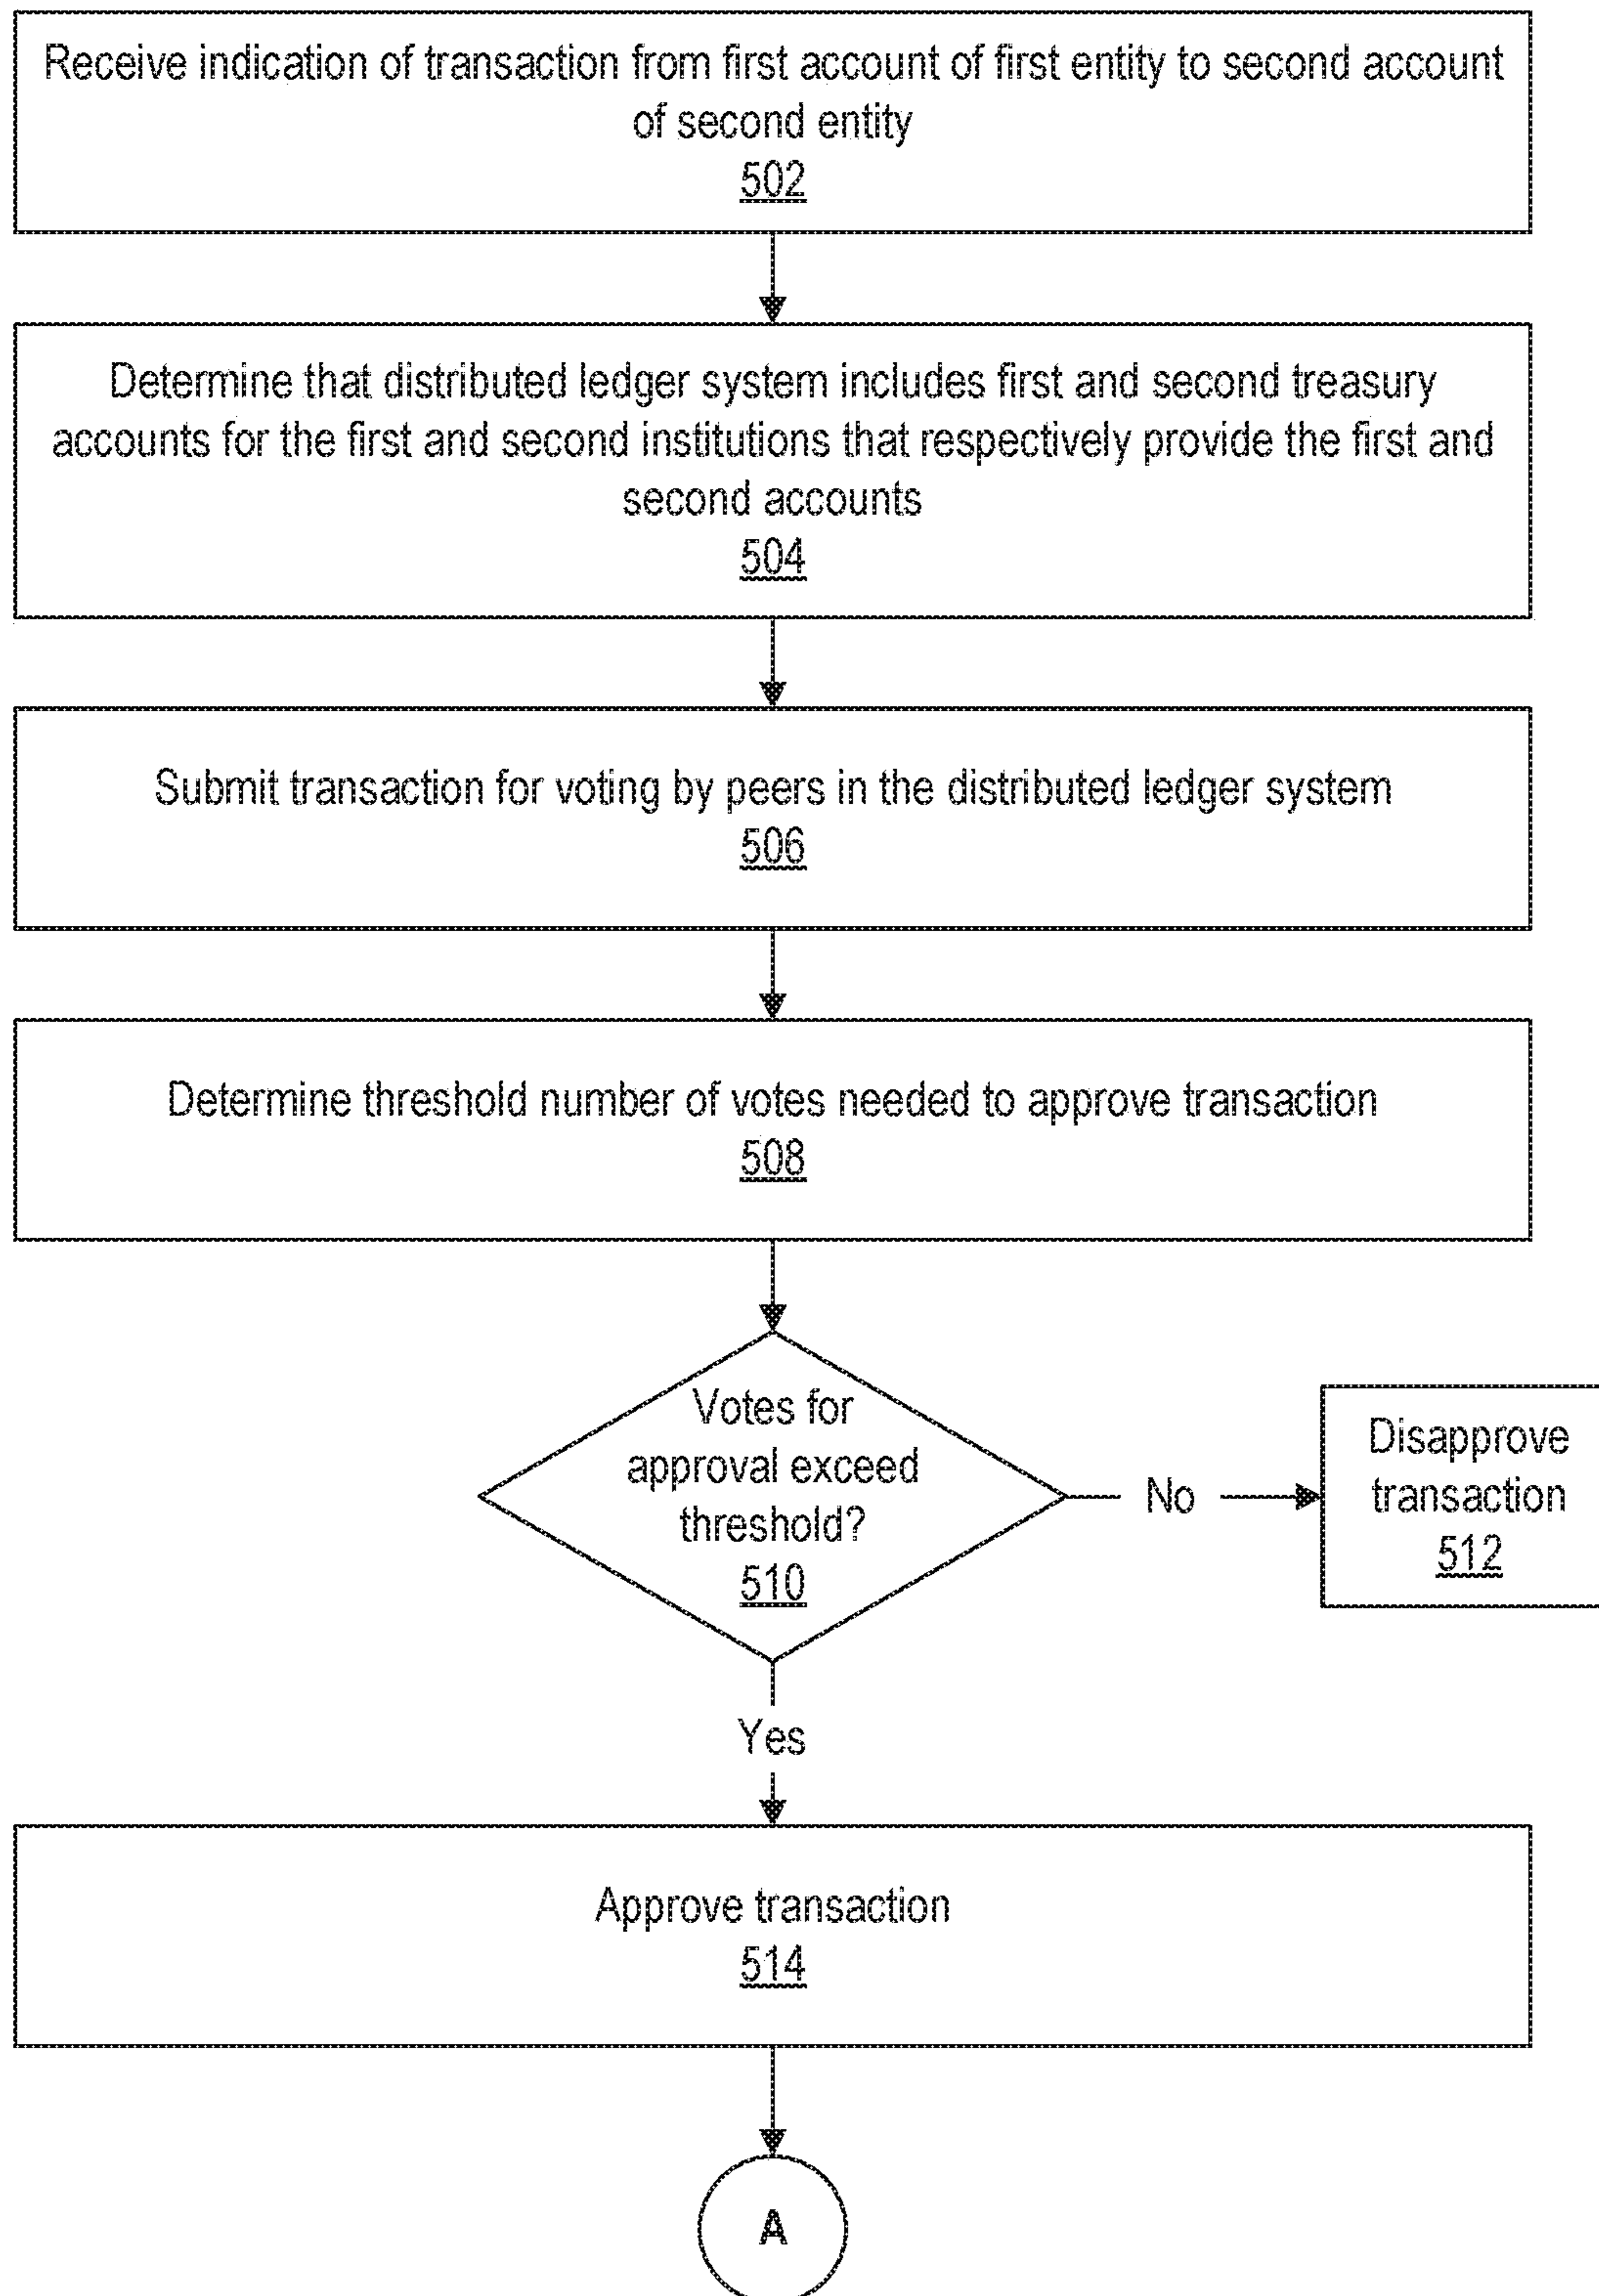 Receive indication of transaction from first account of first entity to second account
of second entity
502
Determine that distributed ledger system includes first and second treasury
accounts for the first and second institutions that respectively provide the first and
second accounts
504
Submit transaction for voting by peers in the distributed ledger system
506
Determine threshold number of votes needed to approve transaction
508
Votes for
approval exceed
threshold?
510
No
Disapprove
transaction
512
Yes
Approve transaction
514
A